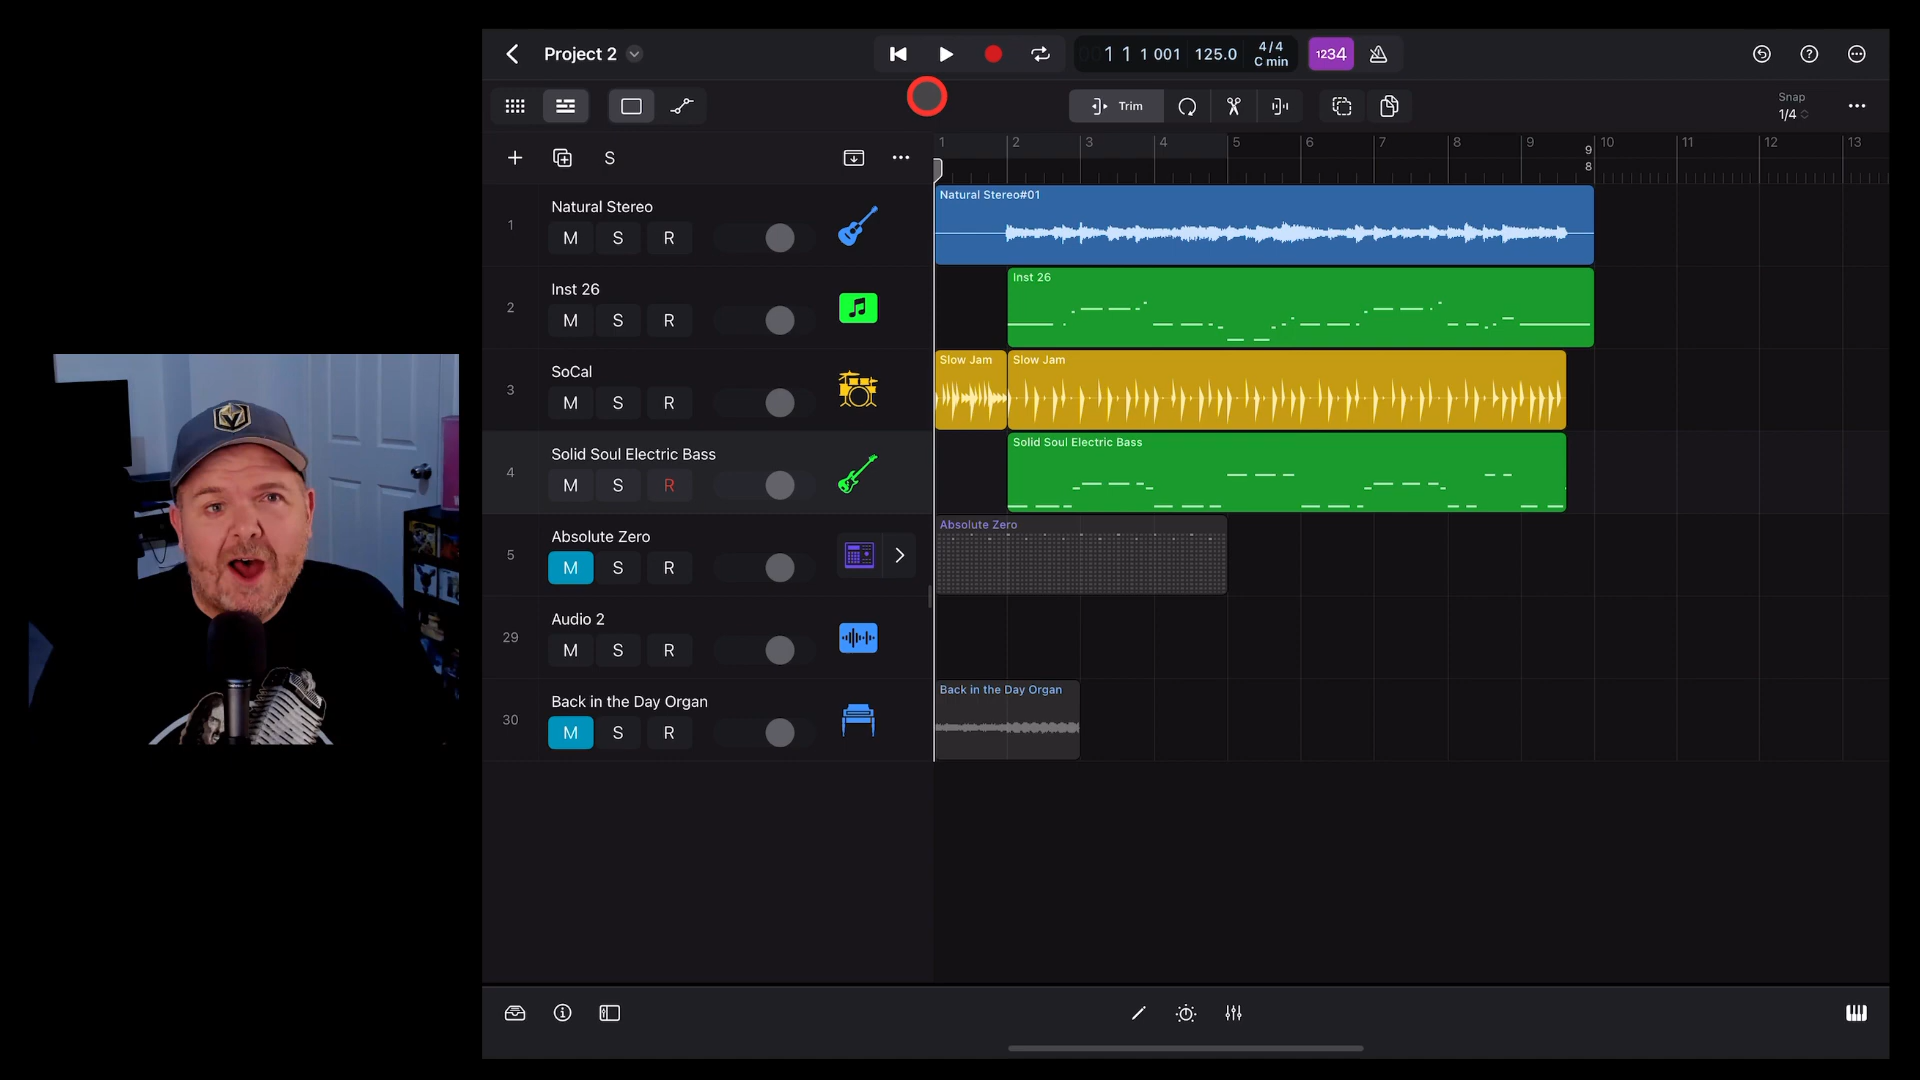 Project 2
1 1 1 001
125.0
4/4
C min
1234
Trim
Snap
1/4
S
1 2 3 4 5 6 7 8 9 10 11 12 13
9
8
1
Natural Stereo
M S R
Natural Stereo#01
2
Inst 26
M S R
Inst 26
3
SoCal
M S R
Slow Jam
Slow Jam
4
Solid Soul Electric Bass
M S R
Solid Soul Electric Bass
5
Absolute Zero
M S R
Absolute Zero
29
Audio 2
M S R
30
Back in the Day Organ
M S R
Back in the Day Organ